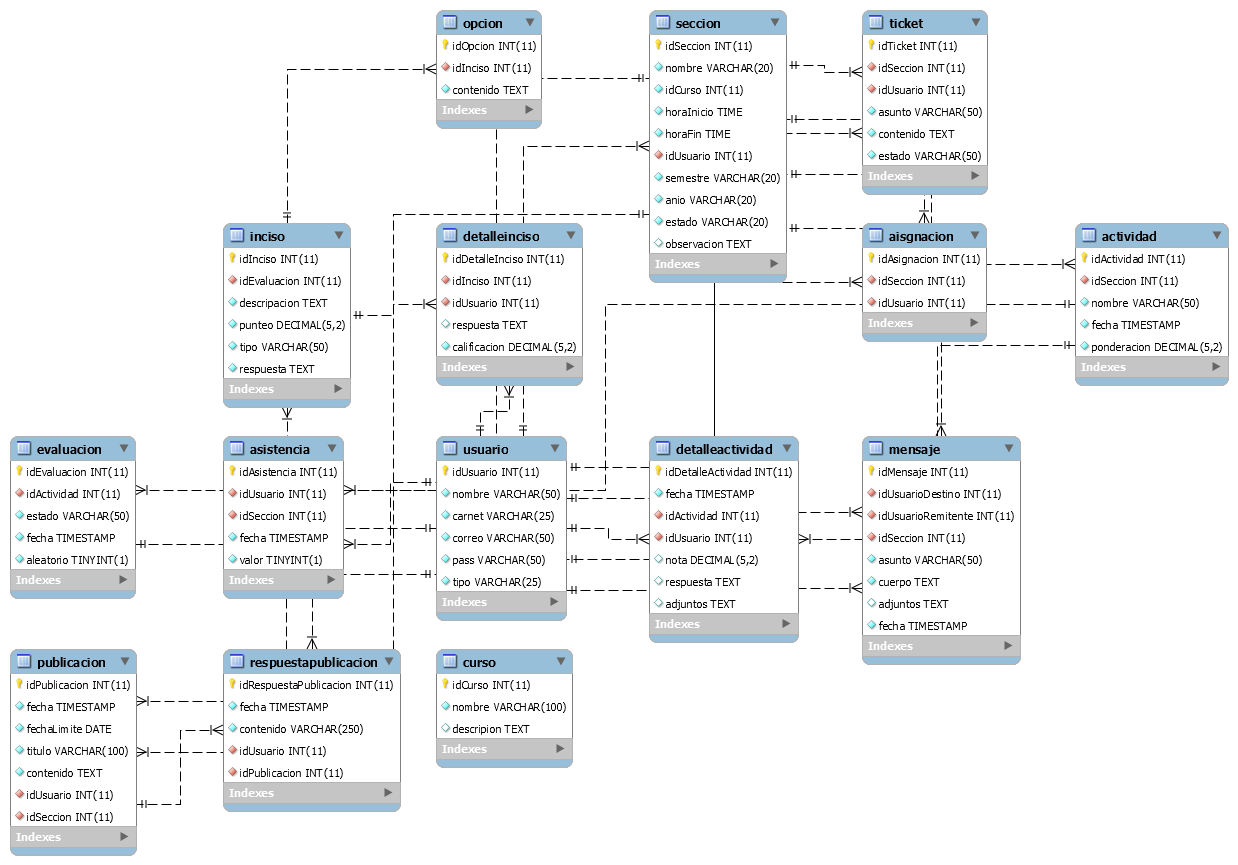 opcion
idOpcion INT(11)
idInciso INT(11)
contenido TEXT
Indexes
seccion
idSeccion INT(11)
nombre VARCHAR(20)
idCurso INT(11)
horaInicio TIME
horaFin TIME
idUsuario INT(11)
semestre VARCHAR(20)
anio VARCHAR(20)
estado VARCHAR(20)
observacion TEXT
Indexes
ticket
idTicket INT(11)
idSeccion INT(11)
idUsuario INT(11)
asunto VARCHAR(50)
contenido TEXT
estado VARCHAR(50)
Indexes
inciso
idInciso INT(11)
idEvaluacion INT(11)
descripacion TEXT
punteo DECIMAL(5,2)
tipo VARCHAR(50)
respuesta TEXT
Indexes
detalleinciso
idDetalleInciso INT(11)
idInciso INT(11)
idUsuario INT(11)
respuesta TEXT
calificacion DECIMAL(5,2)
Indexes
aisgnacion
idAsignacion INT(11)
idSeccion INT(11)
idUsuario INT(11)
Indexes
actividad
idActividad INT(11)
idSeccion INT(11)
nombre VARCHAR(50)
fecha TIMESTAMP
ponderacion DECIMAL(5,2)
Indexes
evaluacion
idEvaluacion INT(11)
idActividad INT(11)
estado VARCHAR(50)
fecha TIMESTAMP
aleatorio TINYINT(1)
Indexes
asistencia
idAsistencia INT(11)
idUsuario INT(11)
idSeccion INT(11)
fecha TIMESTAMP
valor TINYINT(1)
Indexes
usuario
idUsuario INT(11)
nombre VARCHAR(50)
carnet VARCHAR(25)
correo VARCHAR(50)
pass VARCHAR(50)
tipo VARCHAR(25)
Indexes
detalleactividad
idDetalleActividad INT(11)
fecha TIMESTAMP
idActividad INT(11)
idUsuario INT(11)
nota DECIMAL(5,2)
respuesta TEXT
adjuntos TEXT
Indexes
mensaje
idMensaje INT(11)
idUsuarioDestino INT(11)
idUsuarioRemitente INT(11)
idSeccion INT(11)
asunto VARCHAR(50)
cuerpo TEXT
adjuntos TEXT
fecha TIMESTAMP
Indexes
publicacion
idPublicacion INT(11)
fecha TIMESTAMP
fechaLimite DATE
titulo VARCHAR(100)
contenido TEXT
idUsuario INT(11)
idSeccion INT(11)
Indexes
respuestapublicacion
idRespuestaPublicacion INT(11)
fecha TIMESTAMP
contenido VARCHAR(250)
idUsuario INT(11)
idPublicacion INT(11)
Indexes
curso
idCurso INT(11)
nombre VARCHAR(100)
descripion TEXT
Indexes